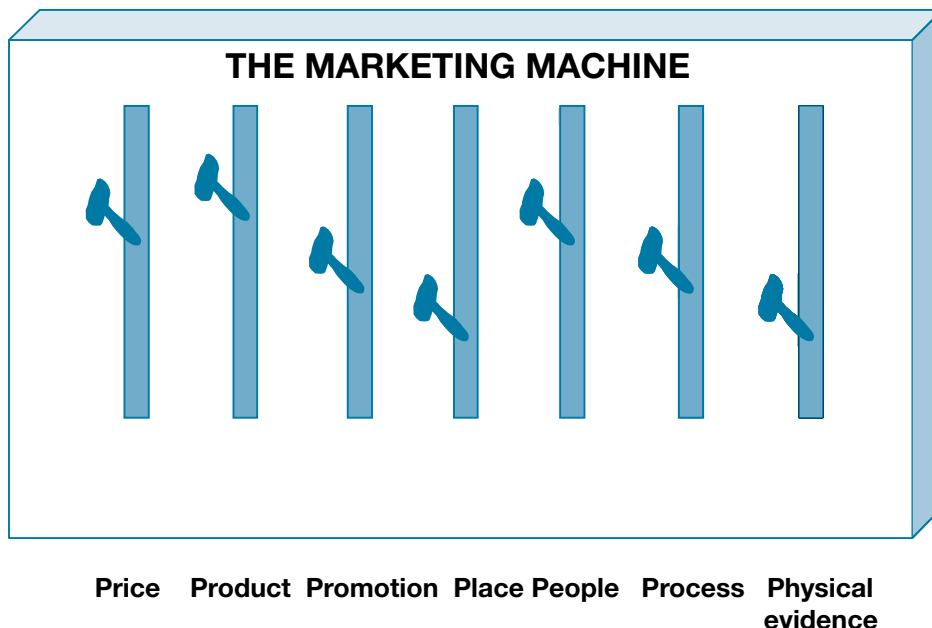 THE MARKETING MACHINE
Price Product Promotion Place People Process Physical
evidence